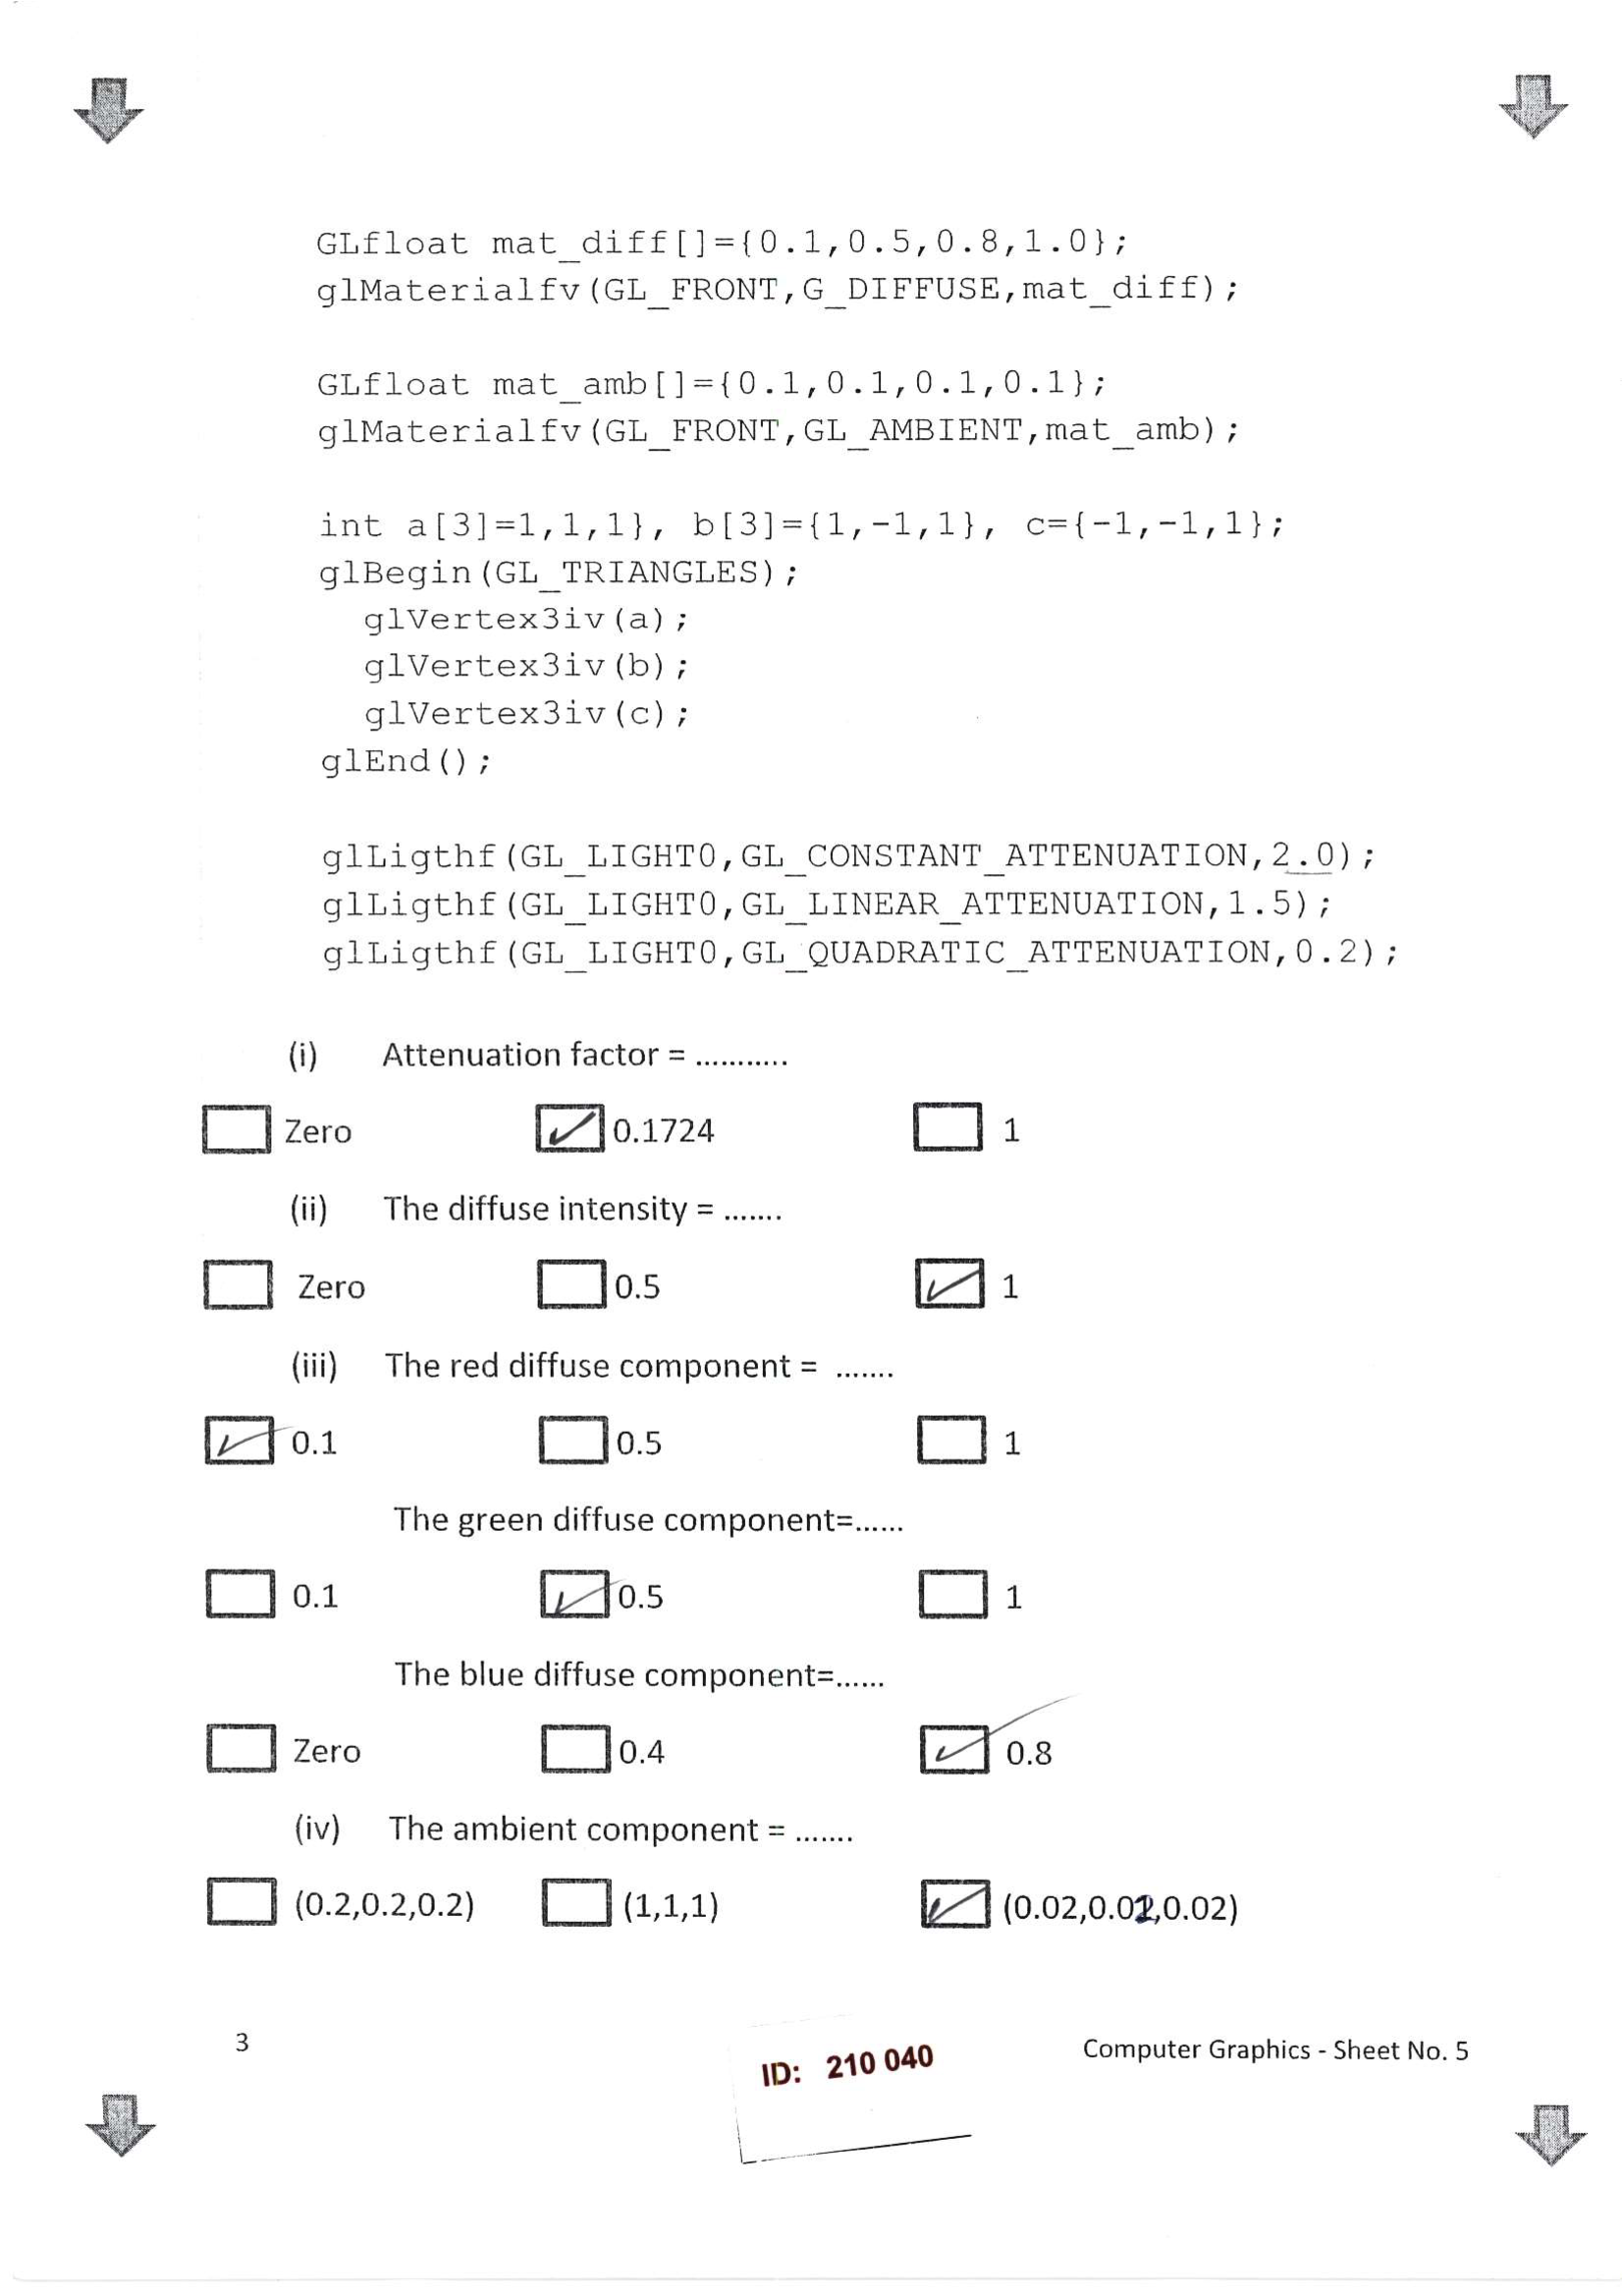 GLfloat mat_diff[]={0.1,0.5,0.8,1.0};
glMaterialfv(GL_FRONT,G_DIFFUSE,mat_diff);
GLfloat mat_amb[]={0.1,0.1,0.1,0.1};
glMaterialfv(GL_FRONT,GL_AMBIENT,mat_amb);
int a[3]=1,1,1}, b[3]={1,-1,1}, c={-1,-1,1};
glBegin(GL_TRIANGLES);
glVertex3iv(a);
glVertex3iv(b);
glVertex3iv(c);
glEnd();
glLigthf(GL_LIGHT0,GL_CONSTANT_ATTENUATION,2.0);
glLigthf(GL_LIGHT0,GL_LINEAR_ATTENUATION,1.5);
glLigthf(GL_LIGHT0,GL_QUADRATIC_ATTENUATION,0.2);
(i) Attenuation factor = ...........
Zero 0.1724 1
(ii) The diffuse intensity = .......
Zero 0.5 1
(iii) The red diffuse component = .......
0.1 0.5 1
The green diffuse component=......
0.1 0.5 1
The blue diffuse component=......
Zero 0.4 0.8
(iv) The ambient component = .......
(0.2,0.2,0.2) (1,1,1) (0.02,0.02,0.02)
3 ID: 210 040 Computer Graphics - Sheet No. 5